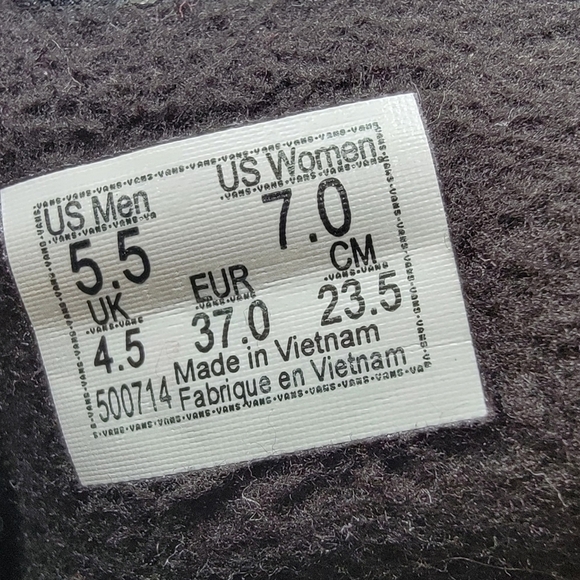 US Men US Women
5.5 7.0
UK EUR CM
4.5 37.0 23.5
500714 Made in Vietnam
Fabrique en Vietnam